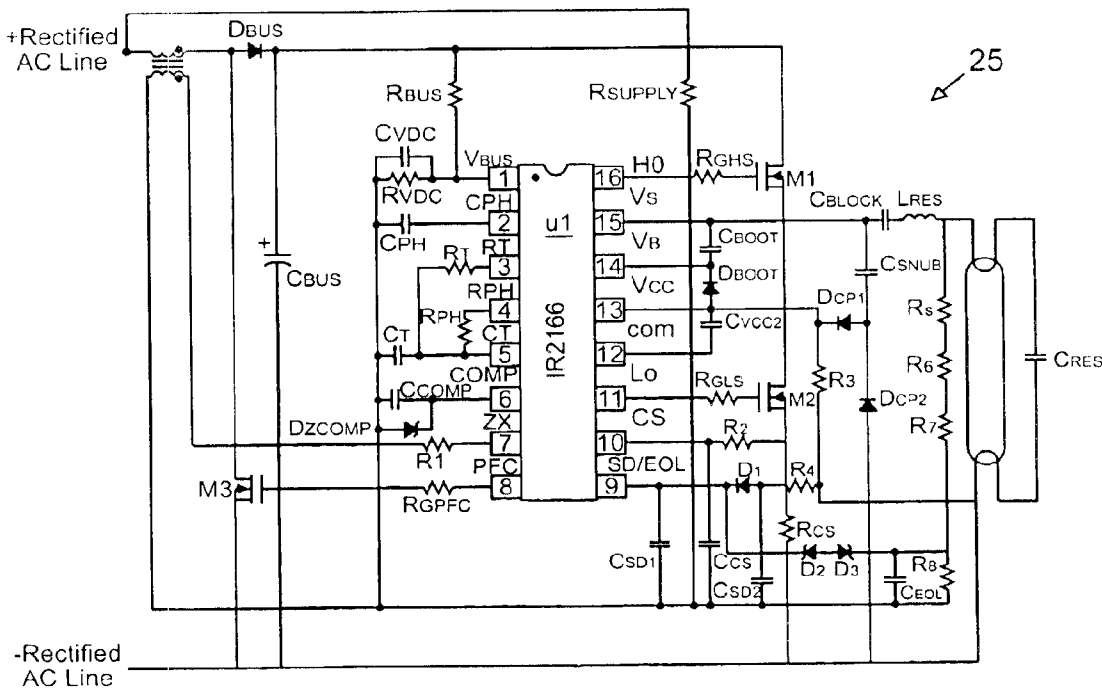 +Rectified
AC Line
DBUS
25
RBUS
RSUPPLY
CVDC
VBUS
1
RVDC
CPH
2
CPH
RT
RT
3
RPH
4
RPH
CT
CT
5
COMP
CCOMP
6
DZCOMP
ZX
7
R1
PFC
8
M3
RGPFC
u1
IR2166
16
H0
RGHS
M1
VS
15
VB
CBOOT
CBLOCK
LRES
14
VCC
DBOOT
CSNUB
13
com
CVCC2
DCP1
RS
12
Lo
R3
R6
CRES
11
RGLS
M2
DCP2
CS
10
R2
R7
SD/EOL
9
D1
R4
RCS
CSD1
CCS
CSD2
D2
D3
R8
CEOL
CBUS
+
-Rectified
AC Line